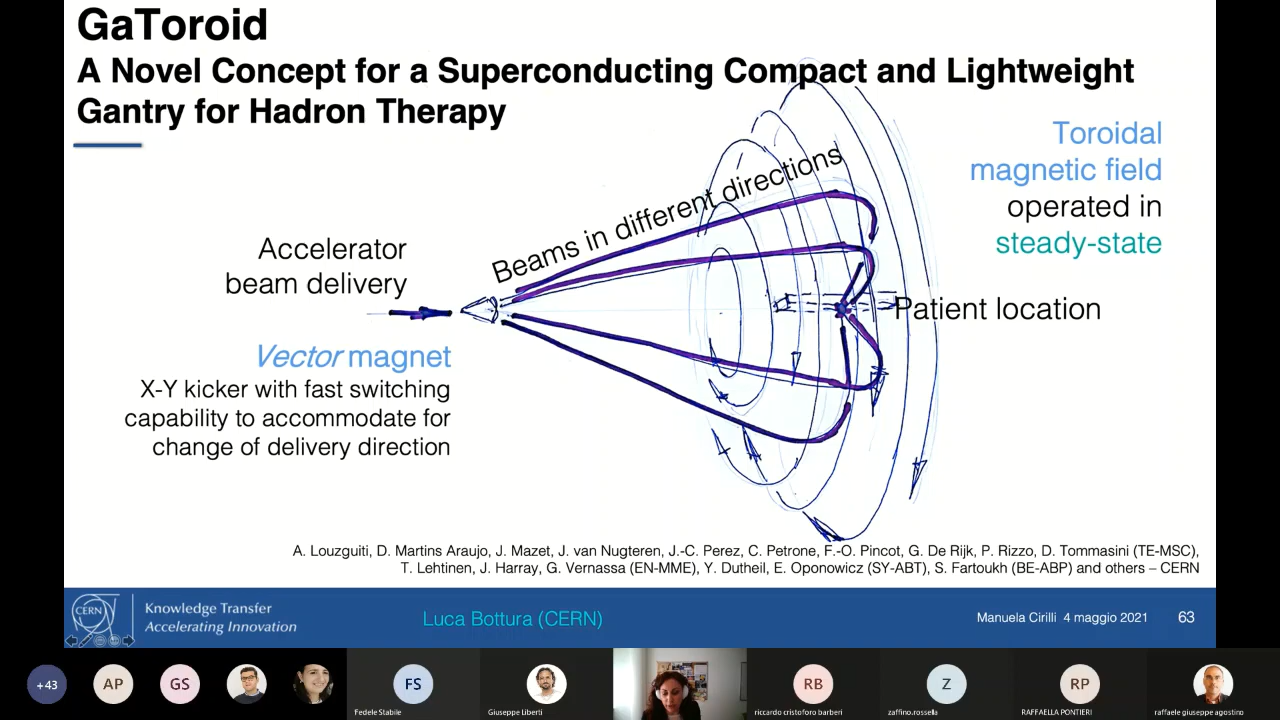 GaToroid
A Novel Concept for a Superconducting Compact and Lightweight
Gantry for Hadron Therapy
Toroidal
magnetic field
operated in
steady-state
Beams in different directions
Accelerator
beam delivery
Patient location
Vector magnet
X-Y kicker with fast switching
capability to accommodate for
change of delivery direction
A. Louzguiti, D. Martins Araujo, J. Mazet, J. van Nugteren, J.-C. Perez, C. Petrone, F.-O. Pincot, G. De Rijk, P. Rizzo, D. Tommasini (TE-MSC),
T. Lehtinen, J. Harray, G. Vernassa (EN-MME), Y. Dutheil, E. Oponowicz (SY-ABT), S. Fartoukh (BE-ABP) and others – CERN
CERN
Knowledge Transfer
Accelerating Innovation
Luca Bottura (CERN)
Manuela Cirilli 4 maggio 2021
63
+43
AP
GS
FS
Fedele Stabile
Giuseppe Liberti
RB
riccardo cristoforo barberi
Z
zaffino.rossella
RP
RAFFAELLA PONTIERI
raffaele giuseppe agostino